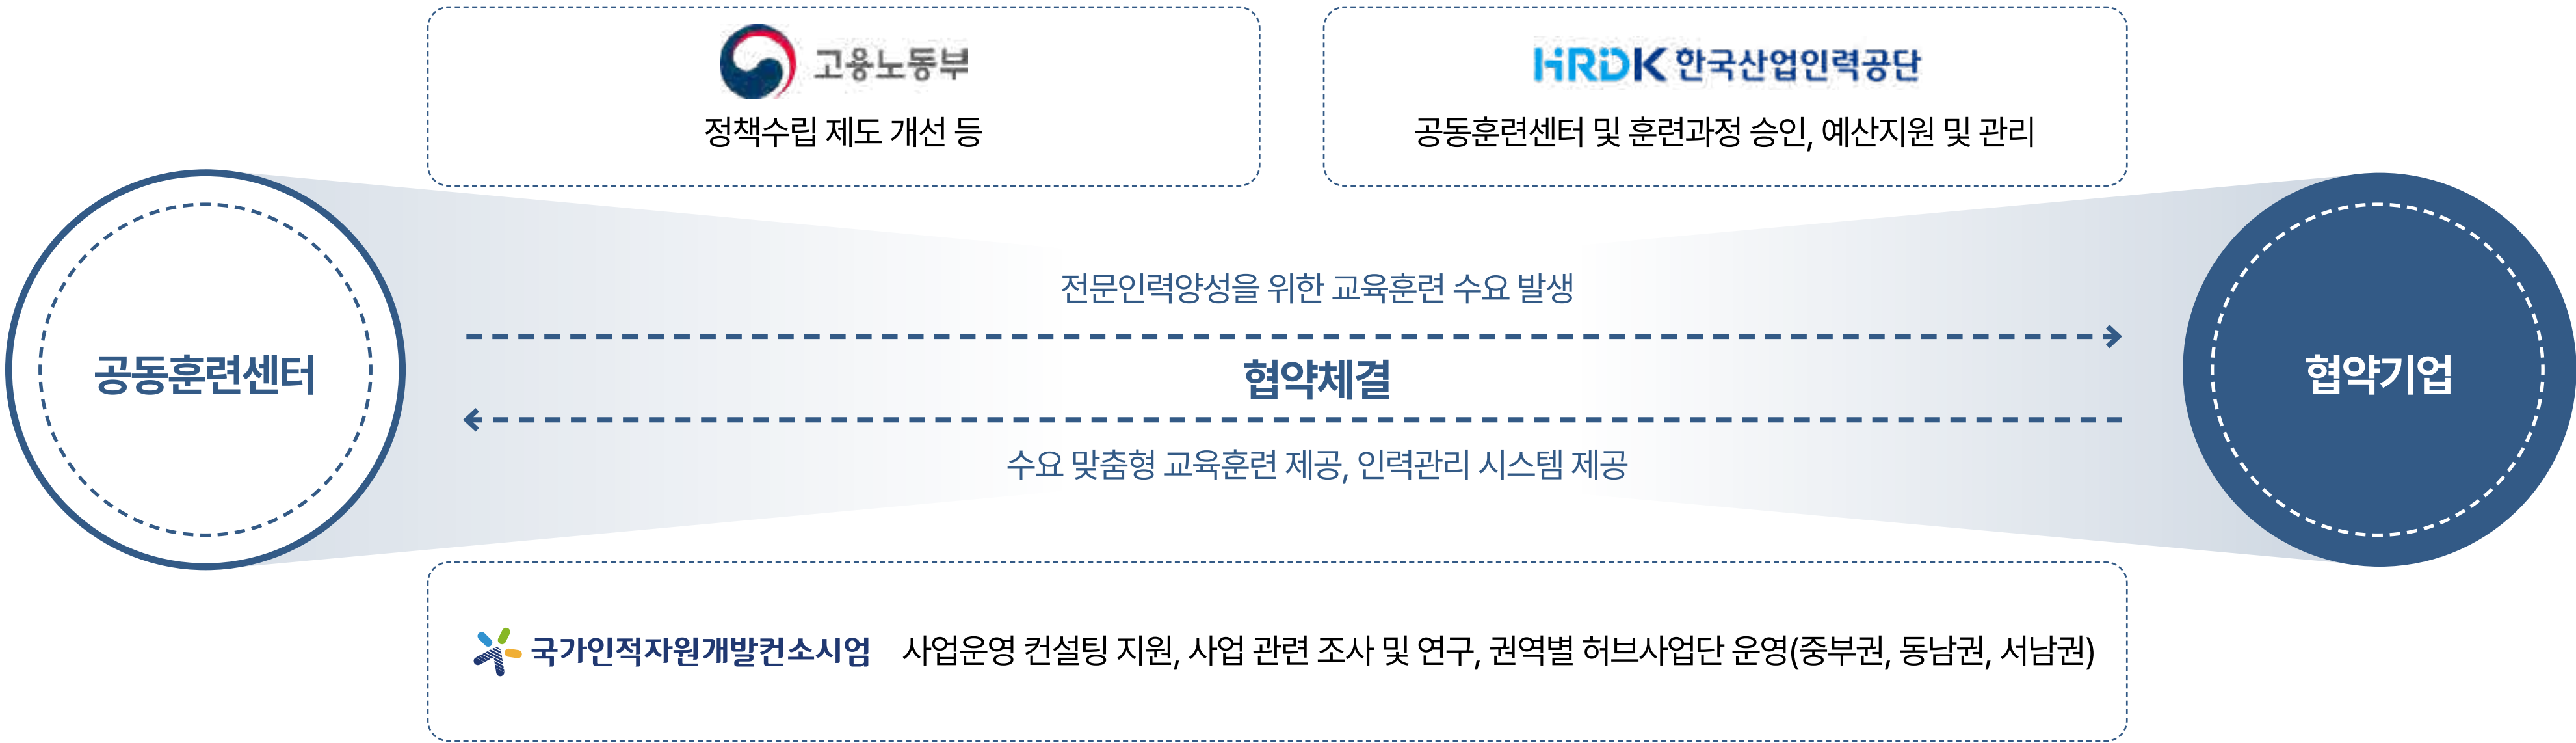 고용노동부
정책수립 제도 개선 등
HRDK 한국산업인력공단
공동훈련센터 및 훈련과정 승인, 예산지원 및 관리
공동훈련센터
전문인력양성을 위한 교육훈련 수요 발생
협약체결
수요 맞춤형 교육훈련 제공, 인력관리 시스템 제공
협약기업
국가인적자원개발컨소시엄 사업운영 컨설팅 지원, 사업 관련 조사 및 연구, 권역별 허브사업단 운영(중부권, 동남권, 서남권)